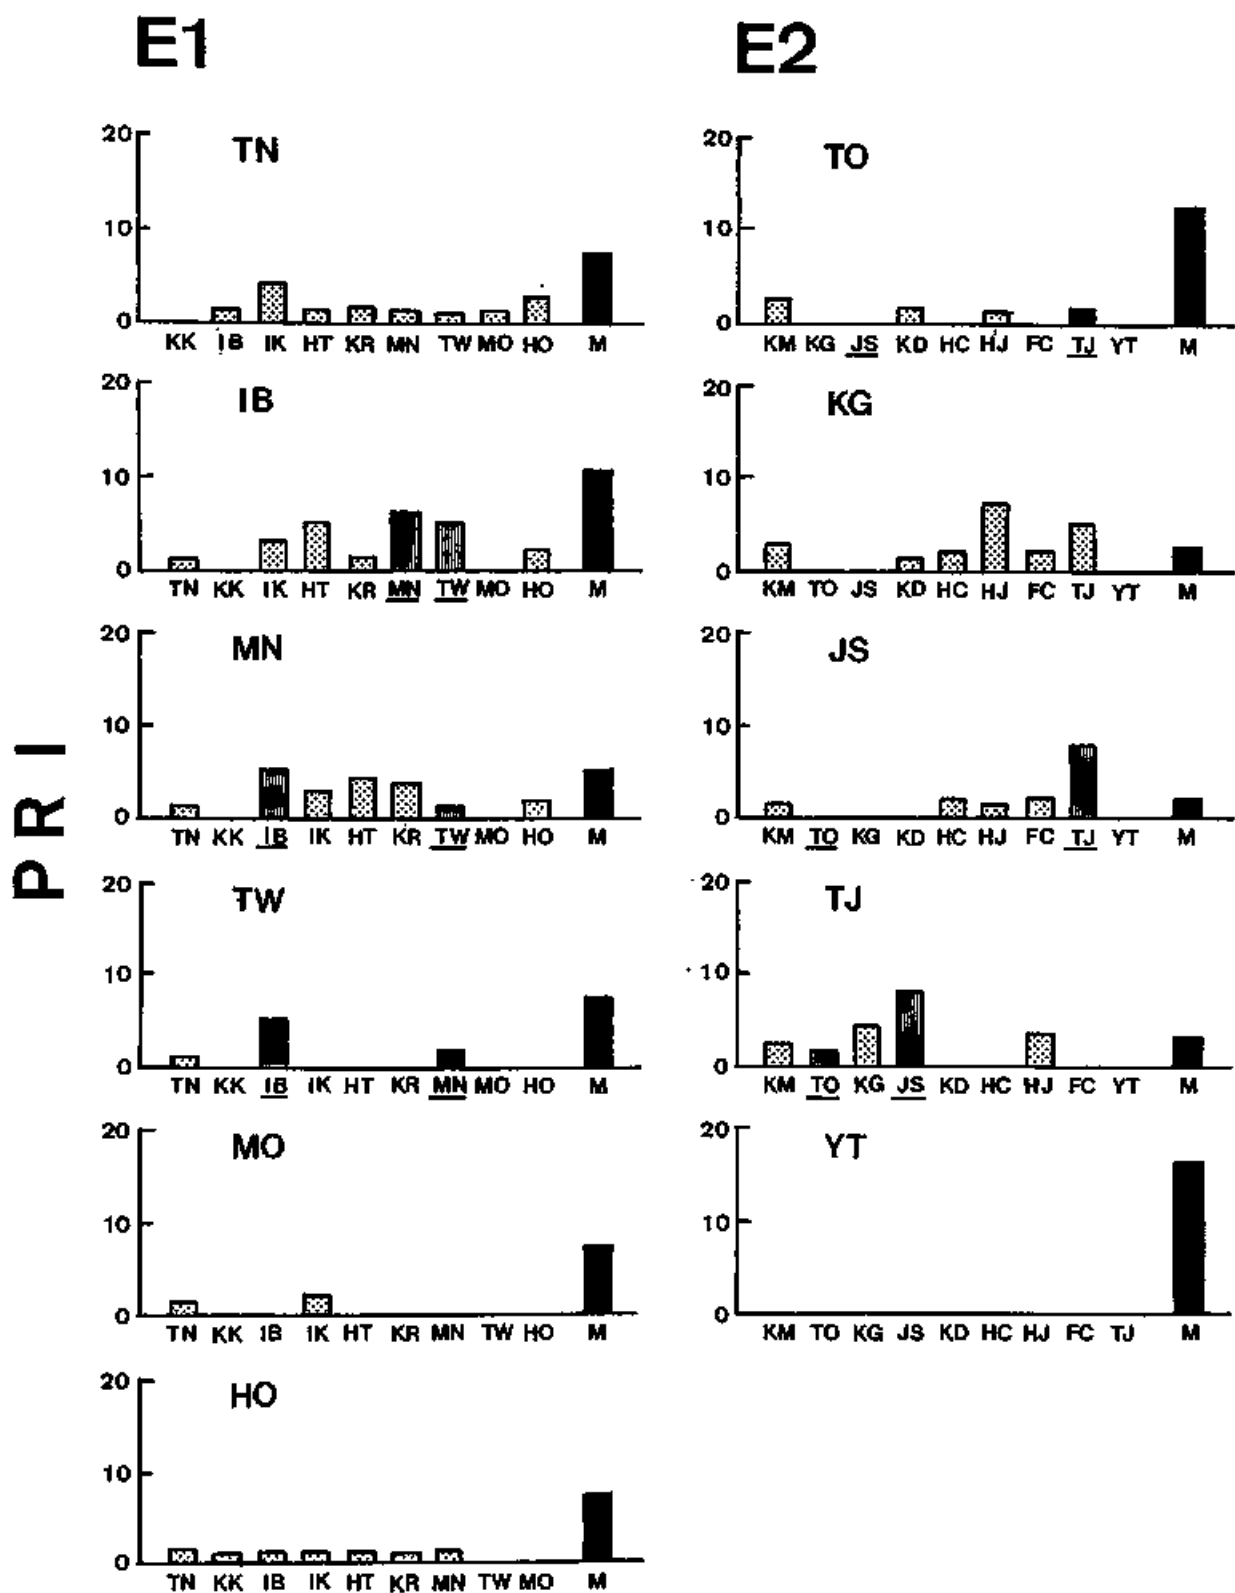 E1
E2
TN
20
10
0
KK IB IK HT KR MN TW MO HO M
TO
20
10
0
KM KG JS KD HC HJ FC TJ YT M
IB
20
10
0
TN KK IK HT KR MN TW MO HO M
KG
20
10
0
KM TO JS KD HC HJ FC TJ YT M
MN
20
10
0
TN KK IB IK HT KR TW MO HO M
JS
20
10
0
KM TO KG KD HC HJ FC TJ YT M
PRI
TW
20
10
0
TN KK IB IK HT KR MN MO HO M
TJ
20
10
0
KM TO KG JS KD HC HJ FC YT M
MO
20
10
0
TN KK IB IK HT KR MN TW HO M
YT
20
10
0
KM TO KG JS KD HC HJ FC TJ M
HO
20
10
0
TN KK IB IK HT KR MN TW MO M